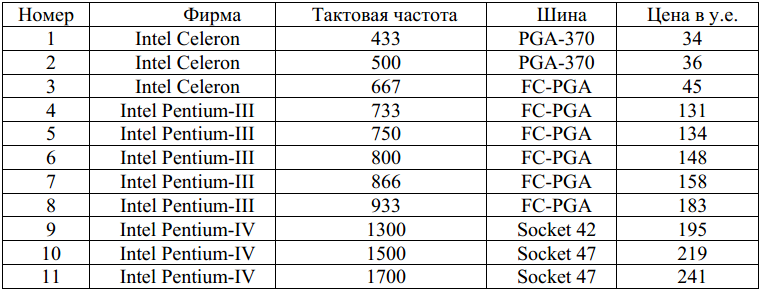 Номер Фирма Тактовая частота Шина Цена в у.е.
1 Intel Celeron 433 PGA-370 34
2 Intel Celeron 500 PGA-370 36
3 Intel Celeron 667 FC-PGA 45
4 Intel Pentium-III 733 FC-PGA 131
5 Intel Pentium-III 750 FC-PGA 134
6 Intel Pentium-III 800 FC-PGA 148
7 Intel Pentium-III 866 FC-PGA 158
8 Intel Pentium-III 933 FC-PGA 183
9 Intel Pentium-IV 1300 Socket 42 195
10 Intel Pentium-IV 1500 Socket 47 219
11 Intel Pentium-IV 1700 Socket 47 241